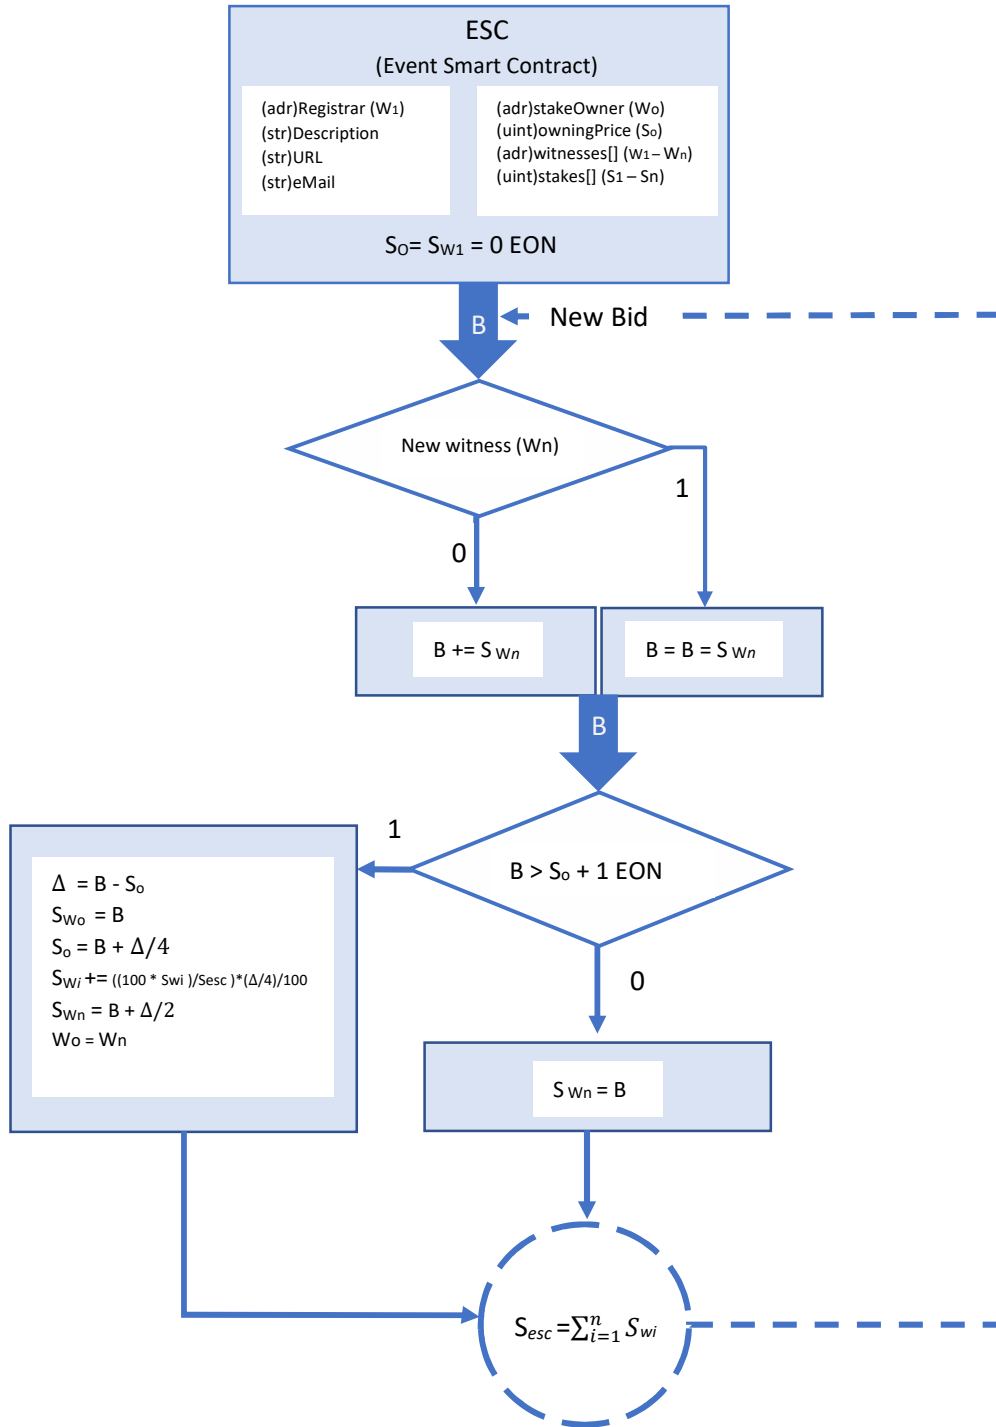 ESC
(Event Smart Contract)
(adr)Registrar (W1)
(str)Description
(str)URL
(str)eMail
(adr)stakeOwner (Wo)
(uint)owningPrice (So)
(adr)witnesses[] (W1 – Wn)
(uint)stakes[] (S1 – Sn)
SO= SW1 = 0 EON
B
New Bid
New witness (Wn)
1
0
B += S Wn
B = B = S Wn
B
1
B > So + 1 EON
Δ = B - So
SWo = B
So = B + Δ/4
SWi += ((100 * Swi )/Sesc )*(Δ/4)/100
SWn = B + Δ/2
Wo = Wn
0
S Wn = B
Sesc =∑ⁿᵢ₌₁ Swi